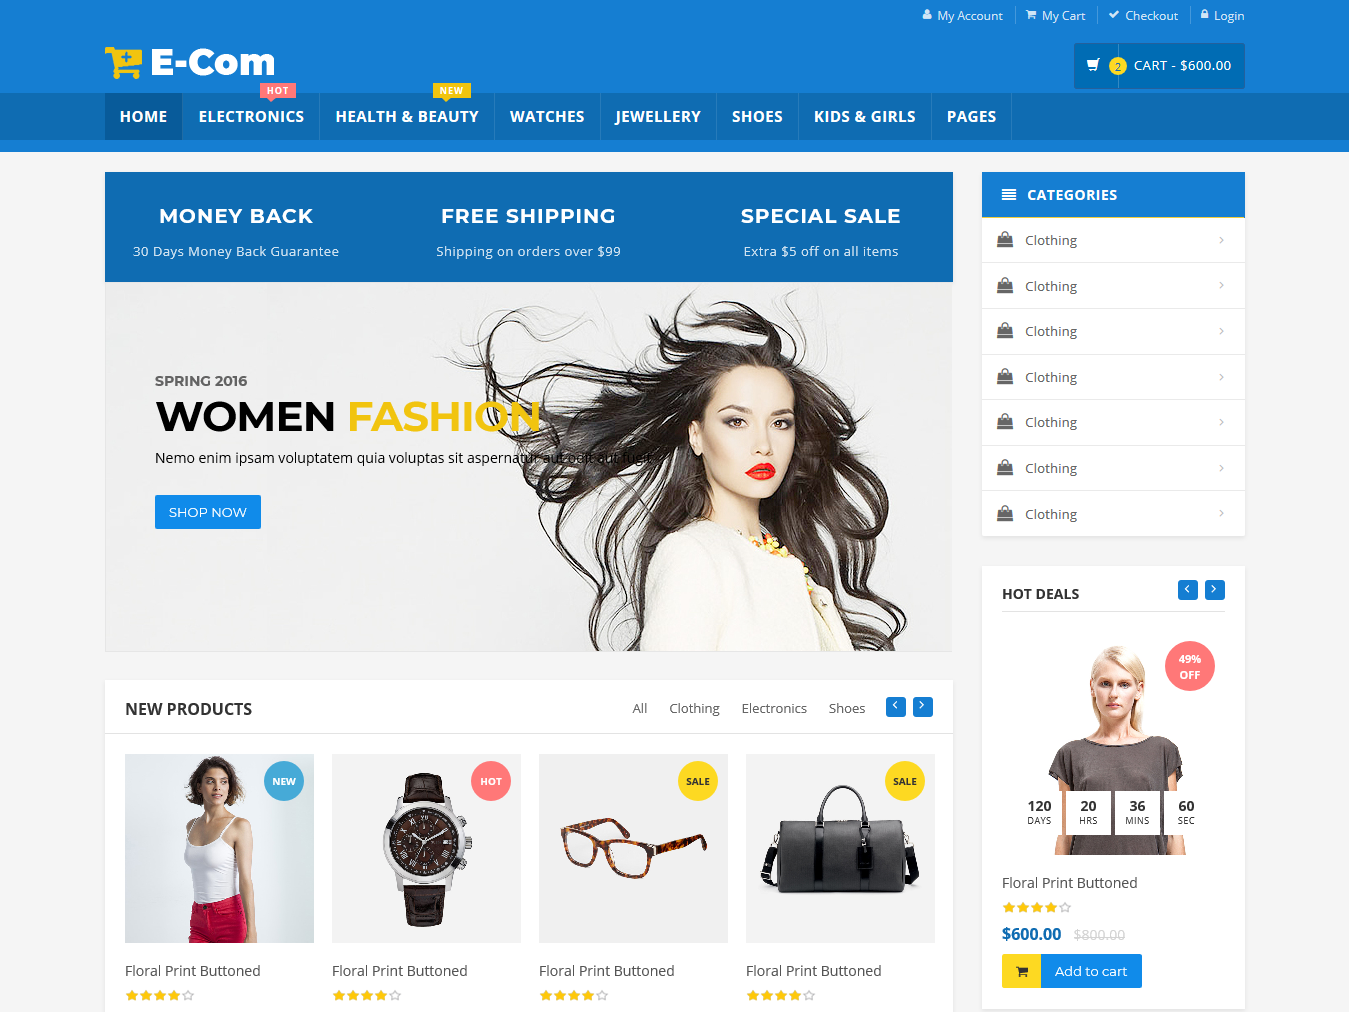 My Account
My Cart
Checkout
Login
E-Com
2 CART - $600.00
HOT
NEW
HOME
ELECTRONICS
HEALTH & BEAUTY
WATCHES
JEWELLERY
SHOES
KIDS & GIRLS
PAGES
MONEY BACK
30 Days Money Back Guarantee
FREE SHIPPING
Shipping on orders over $99
SPECIAL SALE
Extra $5 off on all items
SPRING 2016
WOMEN FASHION
Nemo enim ipsam voluptatem quia voluptas sit aspernatur aut odit aut fugit
SHOP NOW
CATEGORIES
Clothing
Clothing
Clothing
Clothing
Clothing
Clothing
Clothing
HOT DEALS
49%
OFF
120 20 36 60
DAYS HRS MINS SEC
Floral Print Buttoned
$600.00 $800.00
Add to cart
NEW PRODUCTS
All
Clothing
Electronics
Shoes
NEW
HOT
SALE
SALE
Floral Print Buttoned
Floral Print Buttoned
Floral Print Buttoned
Floral Print Buttoned